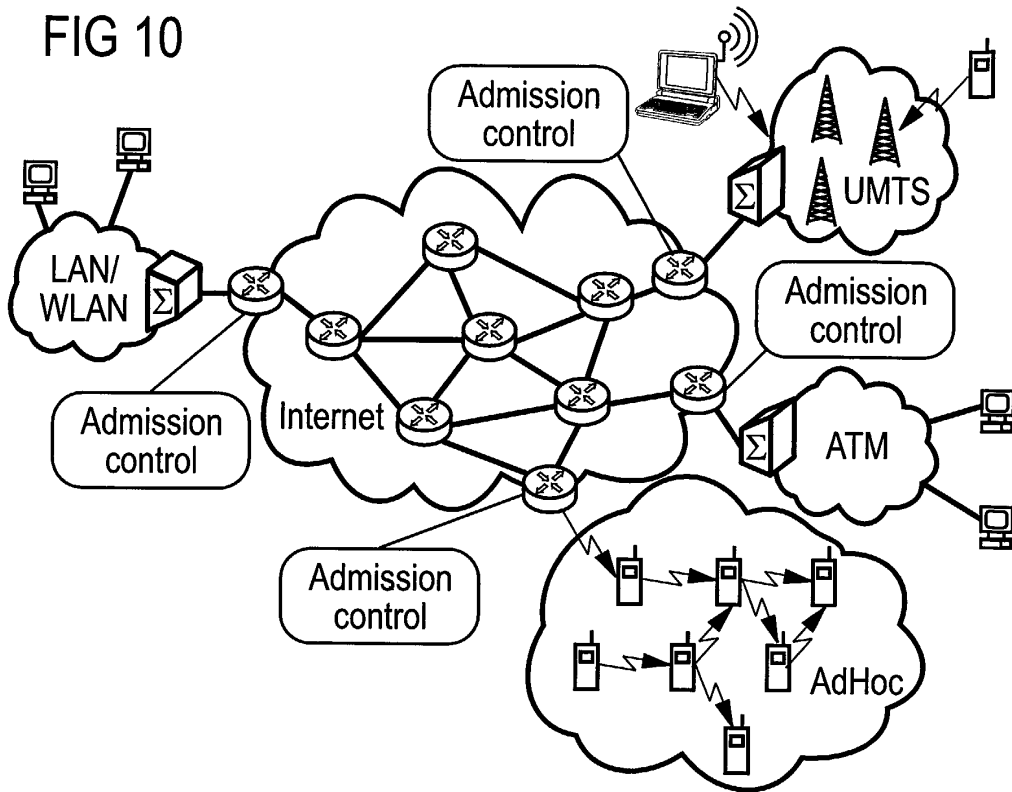 FIG 10
Admission
control
UMTS
Σ
LAN/
WLAN
Σ
Admission
control
Admission
control
Internet
Σ
ATM
Admission
control
AdHoc